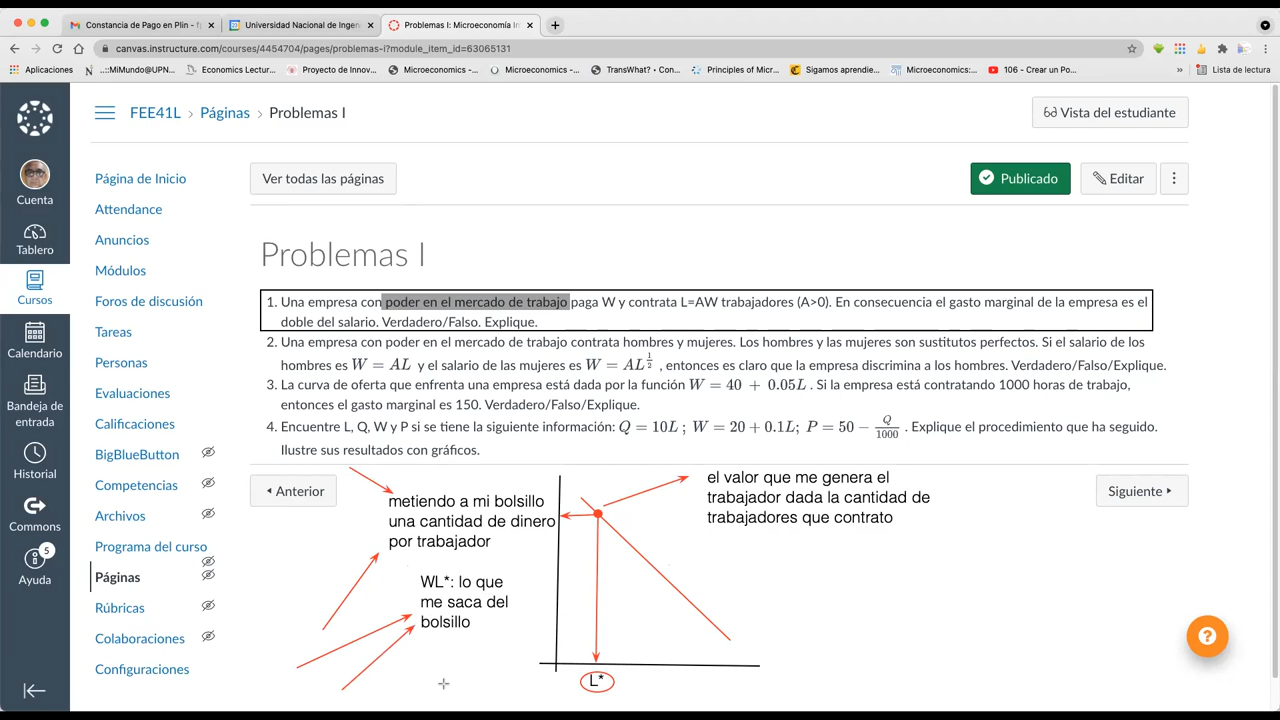 Constancia de Pago en Plin - f
Universidad Nacional de Ingen
Problemas I: Microeconomía In
canvas.instructure.com/courses/4454704/pages/problemas-i?module_item_id=63065131
Aplicaciones
..::MiMundo@UPN...
Economics Lectur...
Proyecto de Innov...
Microeconomics -...
Microeconomics -...
TransWhat? - Con...
Principles of Micr...
Sigamos aprendie...
Microeconomic:...
106 - Crear un Po...
»
Lista de lectura
FEE41L > Páginas > Problemas I
Vista del estudiante
Cuenta
Tablero
Cursos
Calendario
Bandeja de
entrada
Historial
Commons
5
Ayuda
Página de Inicio
Attendance
Anuncios
Módulos
Foros de discusión
Tareas
Personas
Evaluaciones
Calificaciones
BigBlueButton
Competencias
Archivos
Programa del curso
Páginas
Rúbricas
Colaboraciones
Configuraciones
Ver todas las páginas
Publicado
Editar
Problemas I
1. Una empresa con poder en el mercado de trabajo paga W y contrata L=AW trabajadores (A>0). En consecuencia el gasto marginal de la empresa es el
doble del salario. Verdadero/Falso. Explique.
2. Una empresa con poder en el mercado de trabajo contrata hombres y mujeres. Los hombres y las mujeres son sustitutos perfectos. Si el salario de los
hombres es W = AL y el salario de las mujeres es W = AL^{1/2} , entonces es claro que la empresa discrimina a los hombres. Verdadero/Falso/Explique.
3. La curva de oferta que enfrenta una empresa está dada por la función W = 40 + 0.05L . Si la empresa está contratando 1000 horas de trabajo,
entonces el gasto marginal es 150. Verdadero/Falso/Explique.
4. Encuentre L, Q, W y P si se tiene la siguiente información: Q = 10L ; W = 20 + 0.1L; P = 50 − Q/1000 . Explique el procedimiento que ha seguido.
Ilustre sus resultados con gráficos.
Anterior
Siguiente
metiendo a mi bolsillo
una cantidad de dinero
por trabajador
WL*: lo que
me saca del
bolsillo
el valor que me genera el
trabajador dada la cantidad de
trabajadores que contrato
L*